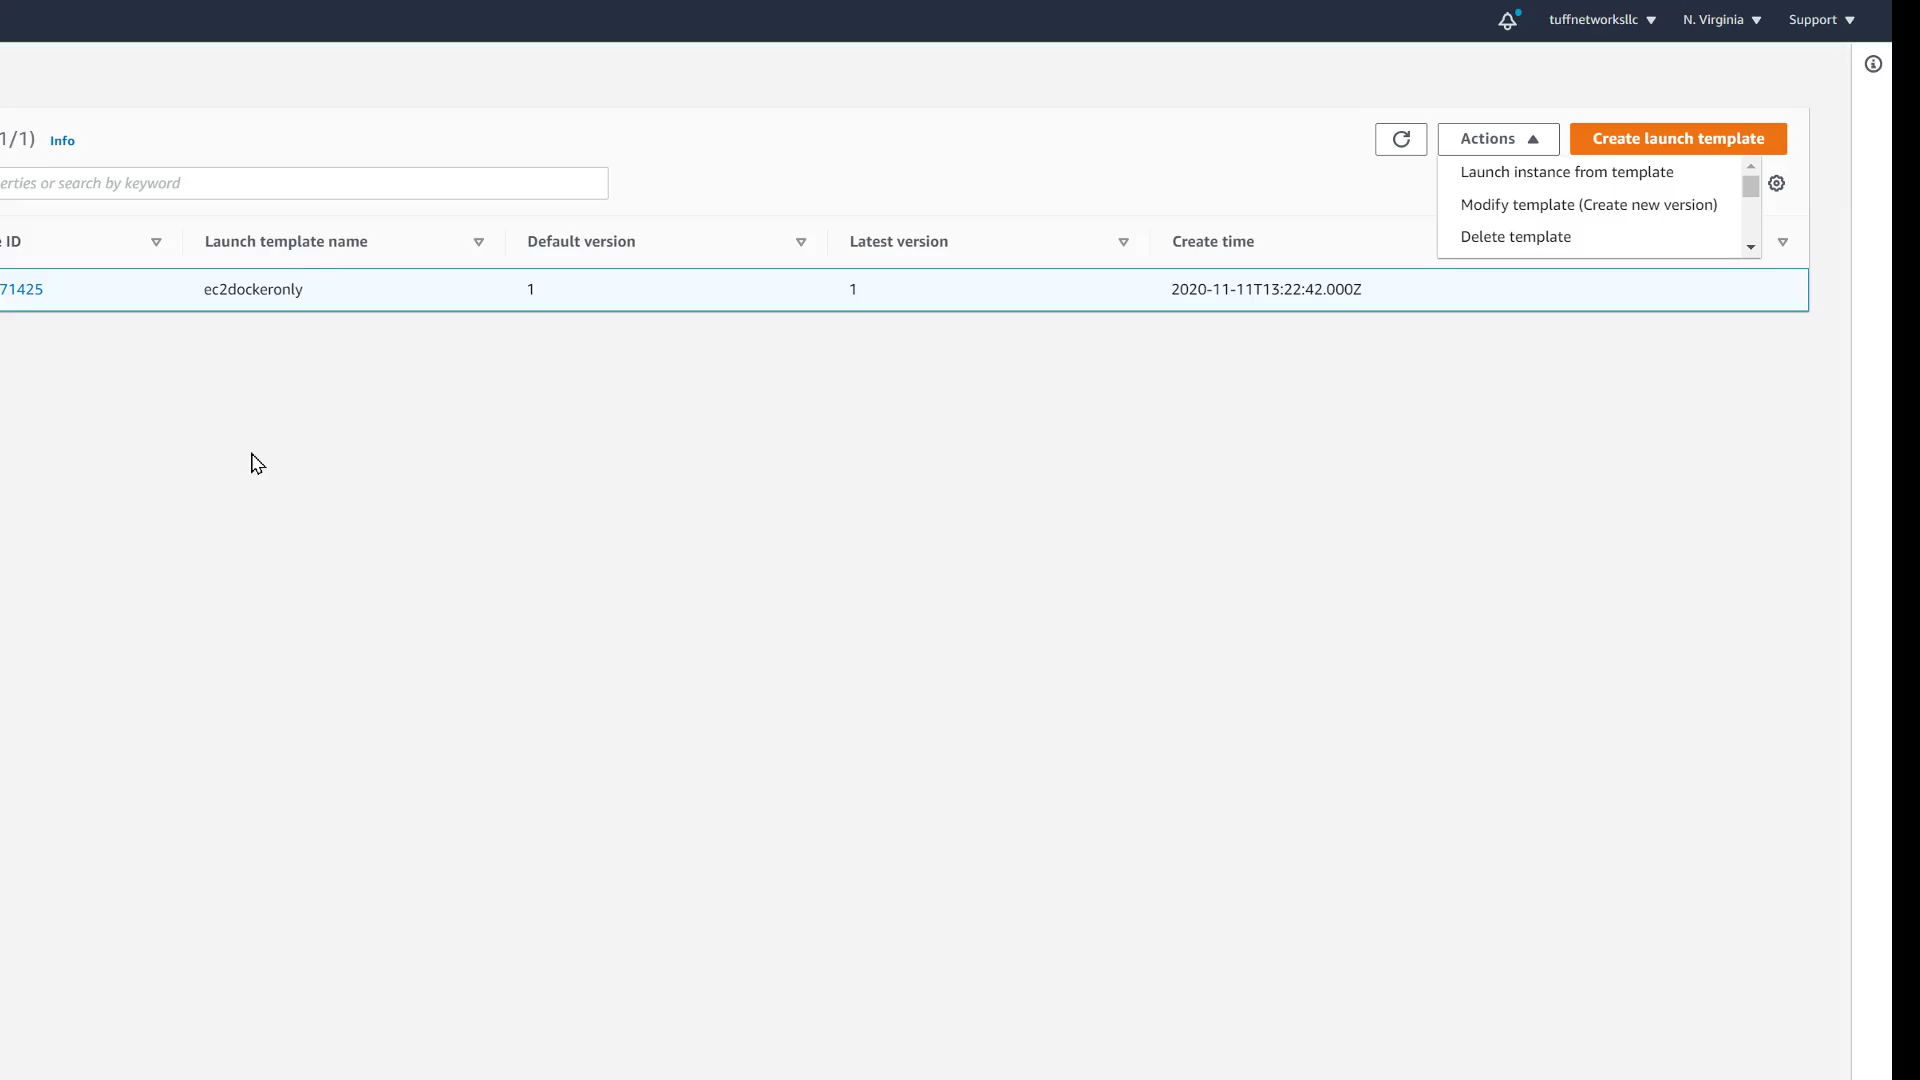 tuffnetworksllc N. Virginia Support
1/1) Info
Actions
Create launch template
erties or search by keyword
Launch instance from template
Modify template (Create new version)
Delete template
ID Launch template name Default version Latest version Create time
71425 ec2dockeronly 1 1 2020-11-11T13:22:42.000Z